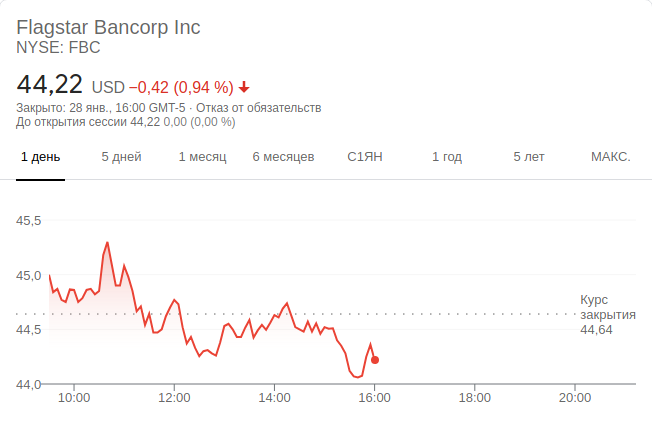 Flagstar Bancorp Inc
NYSE: FBC
44,22 USD −0,42 (0,94 %)
Закрыто: 28 янв., 16:00 GMT-5 · Отказ от обязательств
До открытия сессии 44,22 0,00 (0,00 %)
1 день 5 дней 1 месяц 6 месяцев С1ЯН 1 год 5 лет МАКС.
45,5
45,0
Курс
закрытия
44,64
44,5
44,0
10:00 12:00 14:00 16:00 18:00 20:00